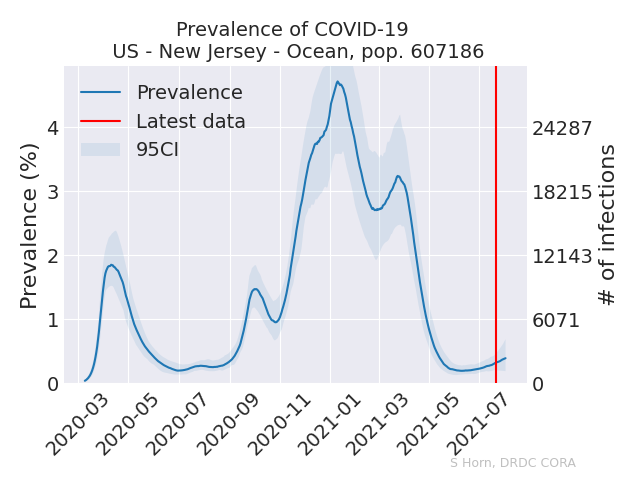 Prevalence of COVID-19
US - New Jersey - Ocean, pop. 607186
Prevalence
Latest data
95CI
Prevalence (%)
4
3
2
1
0
24287
18215
12143
6071
0
# of infections
2020-03
2020-05
2020-07
2020-09
2020-11
2021-01
2021-03
2021-05
2021-07
S Horn, DRDC CORA